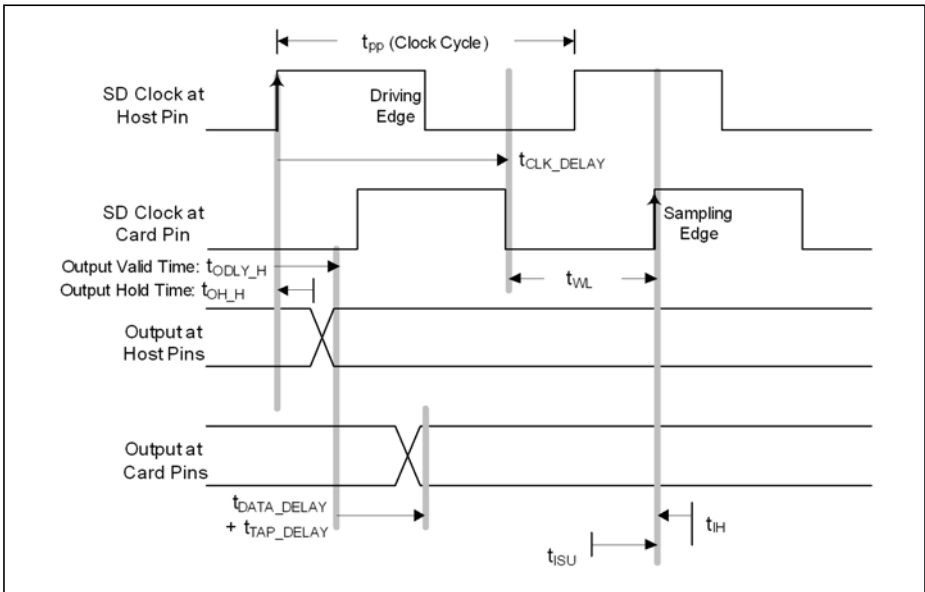 tpp (Clock Cycle)
SD Clock at
Host Pin
Driving
Edge
tCLK_DELAY
SD Clock at
Card Pin
Sampling
Edge
Output Valid Time: tODLY_H
Output Hold Time: tOH_H
tWL
Output at
Host Pins
Output at
Card Pins
tDATA_DELAY
+ tTAP_DELAY
tIH
tISU